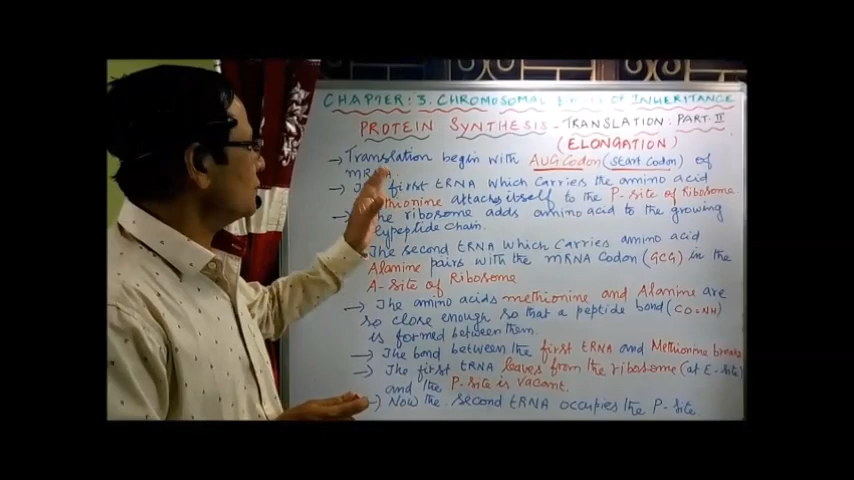 CHAPTER: 3. CHROMOSOMAL OF INHERITANCE
PROTEIN SYNTHESIS - TRANSLATION: PART-II
(ELONGATION)
→ Translation begin with AUG Codon (Start Codon) of
mRNA.
→ first tRNA which carries the amino acid
attaches itself to the P-site of Ribosome
→ The ribosome adds amino acid to the growing
chain.
The second tRNA which carries amino acid
Alamine pairs with the mRNA Codon (GCG) in the
A-site of Ribosome
→ The amino acids methionine and Alamine are
so close enough so that a peptide bond (CO-NH)
is formed between them.
→ The bond between the first tRNA and Methionine breaks
→ The first tRNA leaves from the ribosome (at E-site)
and the P-site is vacant.
Now the second tRNA occupies the P-site